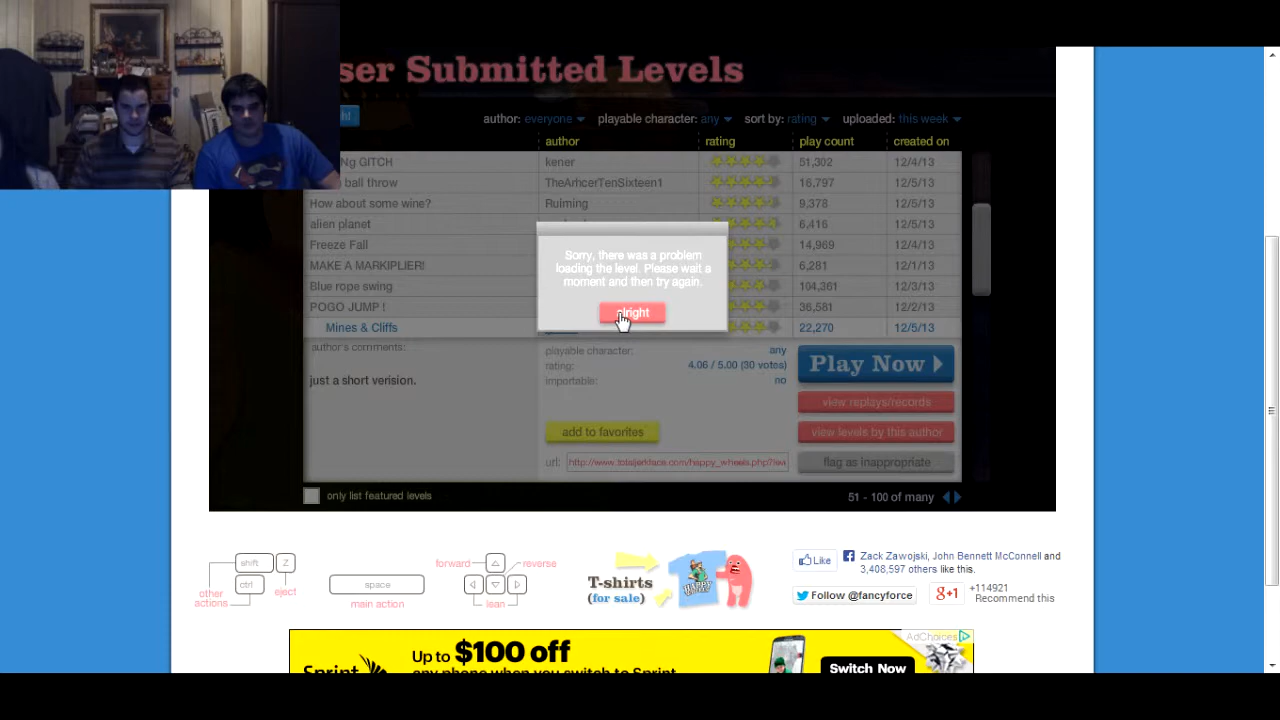 ser Submitted Levels
author: everyone playable character: any sort by: rating uploaded: this week
author rating play count created on
Ng GITCH kener 51,302 12/4/13
ball throw 16,797 12/5/13
How about some wine? Ruiming 9,378 12/5/13
alien planet 6,416 12/5/13
Freeze Fall 14,969 12/4/13
MAKE A MARKIPLIER! 6,281 12/1/13
Blue rope swing 104,361 12/3/13
POGO JUMP ! 36,581 12/2/13
Mines & Cliffs 22,270 12/5/13
Sorry, there was a problem
loading the level. Please wait a
moment and then try again.
alright
author's comments:
just a short verision.
playable character: any
rating: 4.06 / 5.00 (30 votes)
importable: no
add to favorites
url: http://www.totaljerkface.com/happy_wheels.php?
Play Now
view replays/records
view levels by this author
flag as inappropriate
only list featured levels
51 - 100 of many
shift Z
ctrl
other
actions
eject
space
main action
forward reverse
lean
T-shirts
(for sale)
Like Zack Zawojski, John Bennett McConnell and
3,408,597 others like this.
Follow @fancyforce
+114921
Recommend this
AdChoices
Up to $100 off
any phone when you switch to Sprint
Sprint
Switch Now